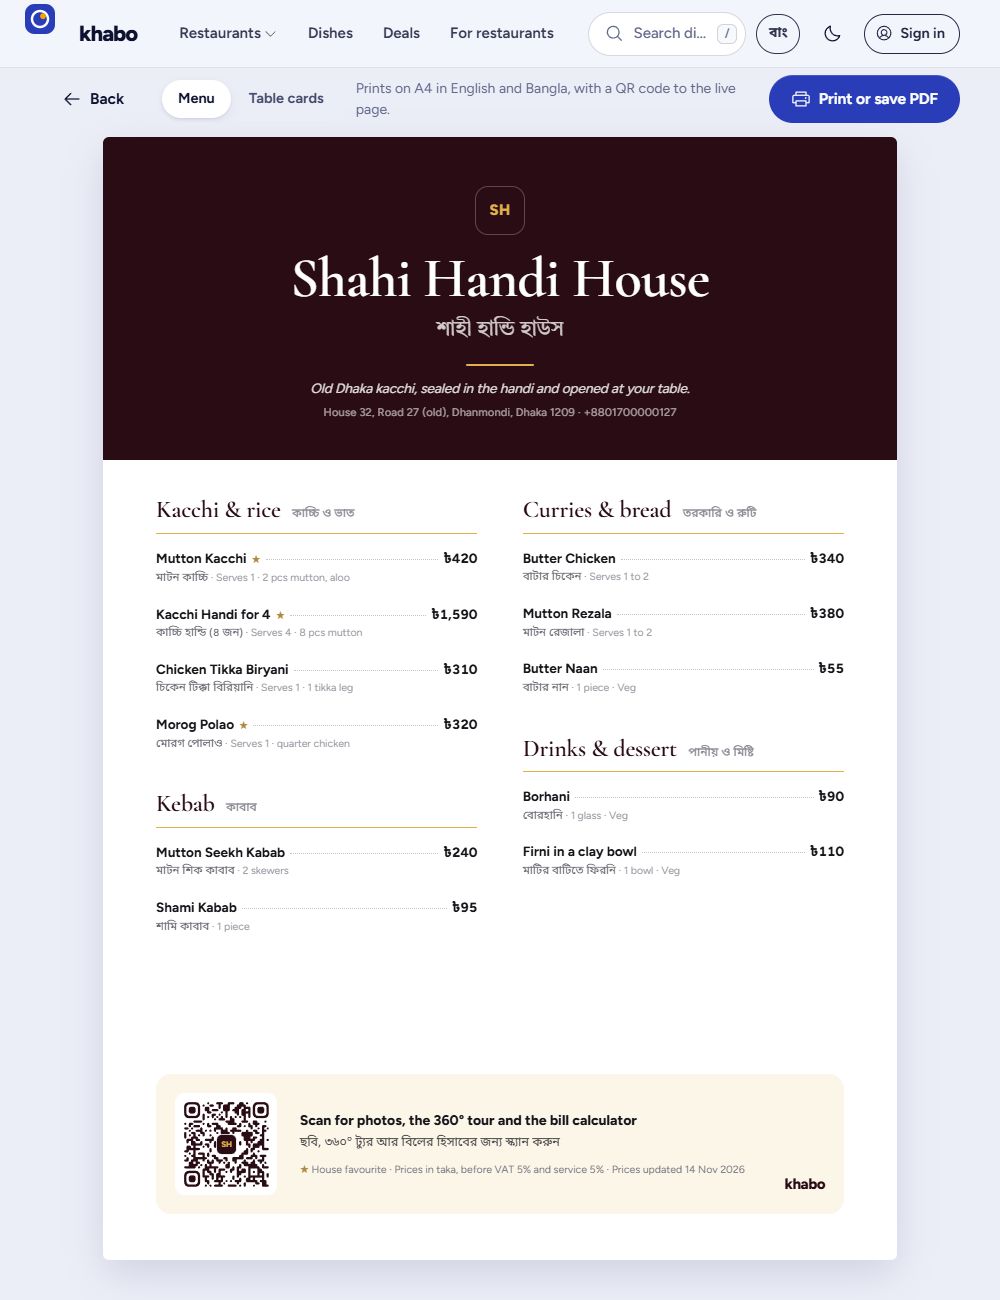 khabo
Restaurants
Dishes
Deals
For restaurants
Search di...
/
বাং
Sign in
Back
Menu
Table cards
Prints on A4 in English and Bangla, with a QR code to the live
page.
Print or save PDF
SH
Shahi Handi House
শাহী হান্ডি হাউস
Old Dhaka kacchi, sealed in the handi and opened at your table.
House 32, Road 27 (old), Dhanmondi, Dhaka 1209 · +8801700000127
Kacchi & rice কাচ্চি ও ভাত
Mutton Kacchi ★ ৳420
মাটন কাচ্চি · Serves 1 · 2 pcs mutton, aloo
Kacchi Handi for 4 ★ ৳1,590
কাচ্চি হান্ডি (৪ জন) · Serves 4 · 8 pcs mutton
Chicken Tikka Biryani ৳310
চিকেন টিক্কা বিরিয়ানি · Serves 1 · 1 tikka leg
Morog Polao ★ ৳320
মোরগ পোলাও · Serves 1 · quarter chicken
Kebab কাবাব
Mutton Seekh Kabab ৳240
মাটন শিক কাবাব · 2 skewers
Shami Kabab ৳95
শামি কাবাব · 1 piece
Curries & bread তরকারি ও রুটি
Butter Chicken ৳340
বাটার চিকেন · Serves 1 to 2
Mutton Rezala ৳380
মাটন রেজালা · Serves 1 to 2
Butter Naan ৳55
বাটার নান · 1 piece · Veg
Drinks & dessert পানীয় ও মিষ্টি
Borhani ৳90
বোরহানি · 1 glass · Veg
Firni in a clay bowl ৳110
মাটির বাটিতে ফিরনি · 1 bowl · Veg
SH
Scan for photos, the 360° tour and the bill calculator
ছবি, ৩৬০° ট্যুর আর বিলের হিসাবের জন্য স্ক্যান করুন
★ House favourite · Prices in taka, before VAT 5% and service 5% · Prices updated 14 Nov 2026
khabo